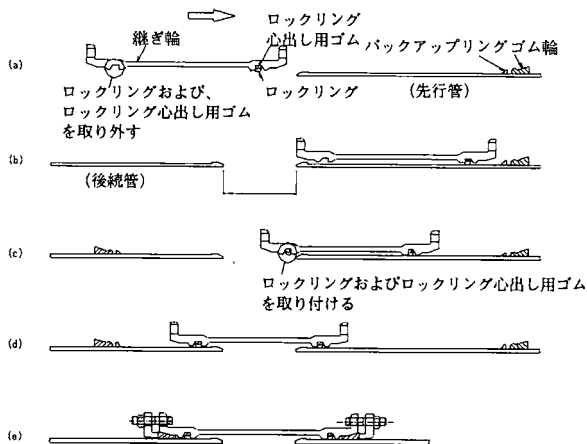 ロックリング
心出し用ゴム
継ぎ輪
バックアップリング ゴム輪
(a)
ロックリングおよび、
ロックリング心出し用ゴム
を取り外す
ロックリング
(先行管)
(b)
(後続管)
(c)
ロックリングおよびロックリング心出し用ゴム
を取り付ける
(d)
(e)